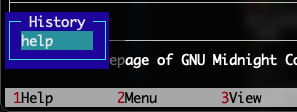 History
help
epage of GNU Midnight Co
1Help 2Menu 3View